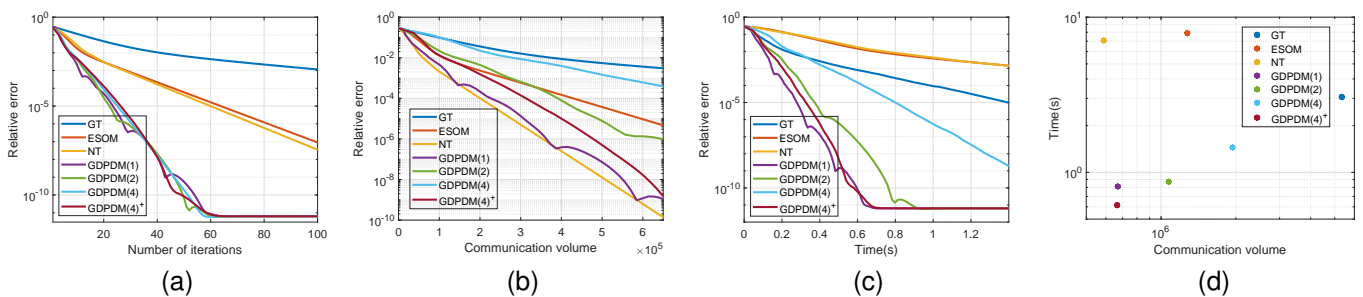 10^0
10^-5
10^-10
Relative error
20 40 60 80 100
Number of iterations
GT
ESOM
NT
GDPDM(1)
GDPDM(2)
GDPDM(4)
GDPDM(4)^+
(a)
10^0
10^-2
10^-4
10^-6
10^-8
10^-10
Relative error
0 1 2 3 4 5 6
×10^5
Communication volume
GT
ESOM
NT
GDPDM(1)
GDPDM(2)
GDPDM(4)
GDPDM(4)^+
(b)
10^0
10^-5
10^-10
Relative error
0 0.2 0.4 0.6 0.8 1 1.2
Time(s)
GT
ESOM
NT
GDPDM(1)
GDPDM(2)
GDPDM(4)
GDPDM(4)^+
(c)
10^1
10^0
Time(s)
10^6
Communication volume
GT
ESOM
NT
GDPDM(1)
GDPDM(2)
GDPDM(4)
GDPDM(4)^+
(d)